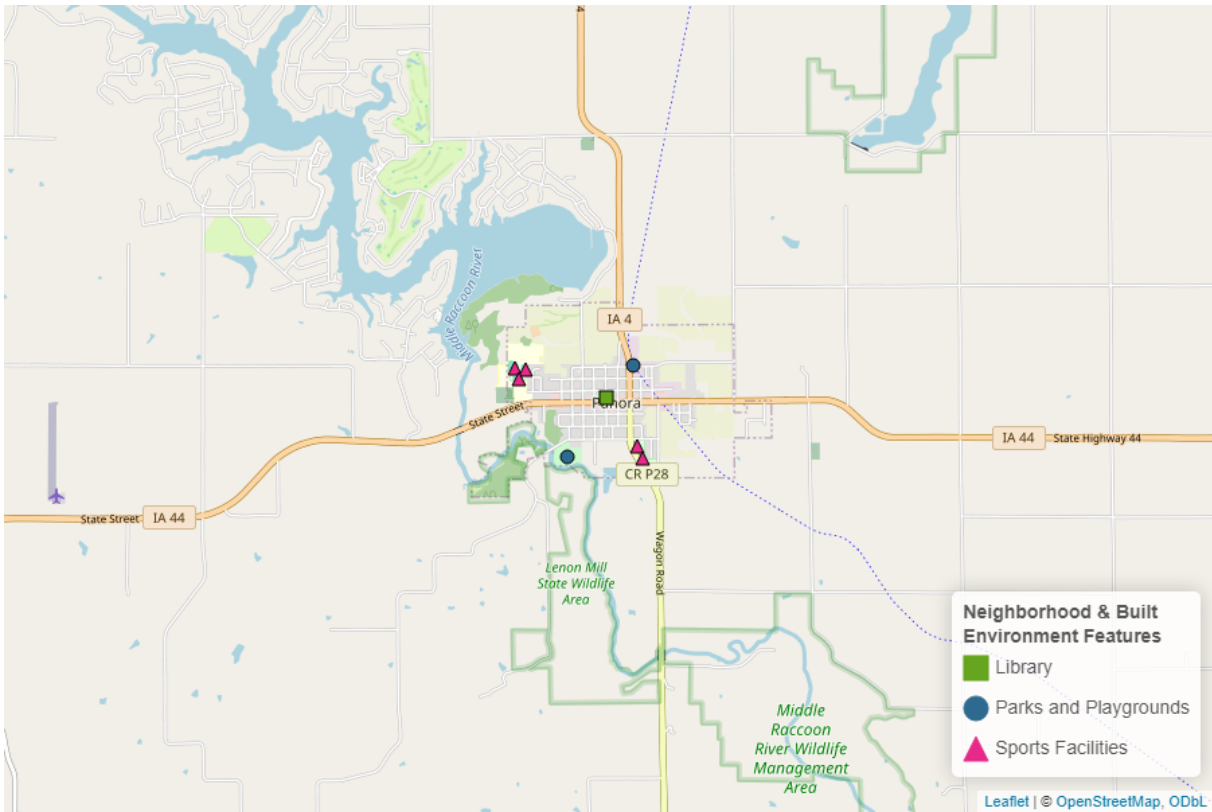 4
Middle Raccoon River
IA 4
Panora
State Street
IA 44
State Highway 44
CR P28
State Street
IA 44
Wagon Road
Lenon Mill
State Wildlife
Area
Middle
Raccoon
River Wildlife
Management
Area
Neighborhood & Built
Environment Features
Library
Parks and Playgrounds
Sports Facilities
Leaflet | © OpenStreetMap, ODbL